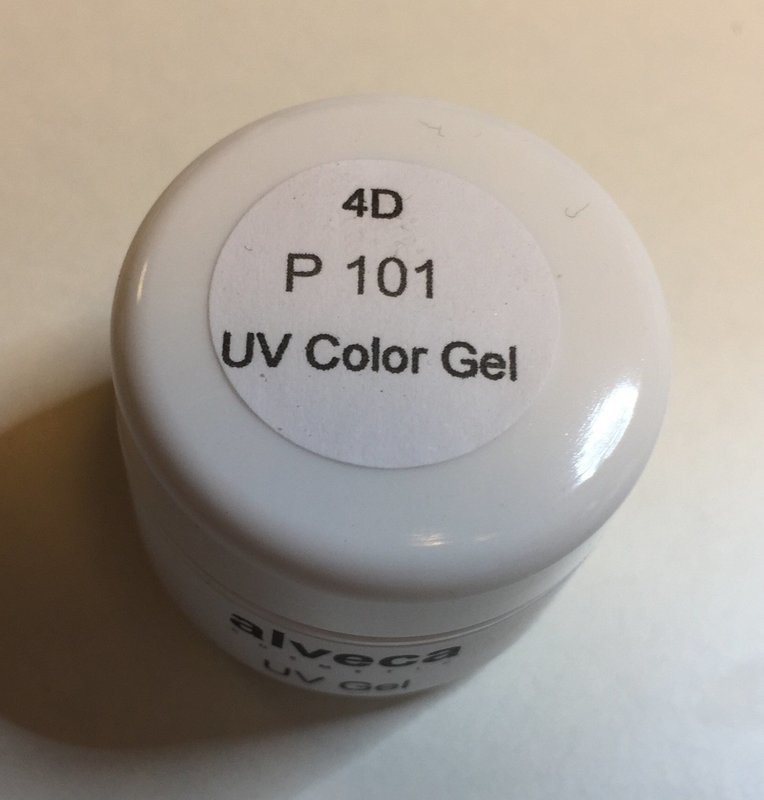 4D
P 101
UV Color Gel
alveca
UV Gel